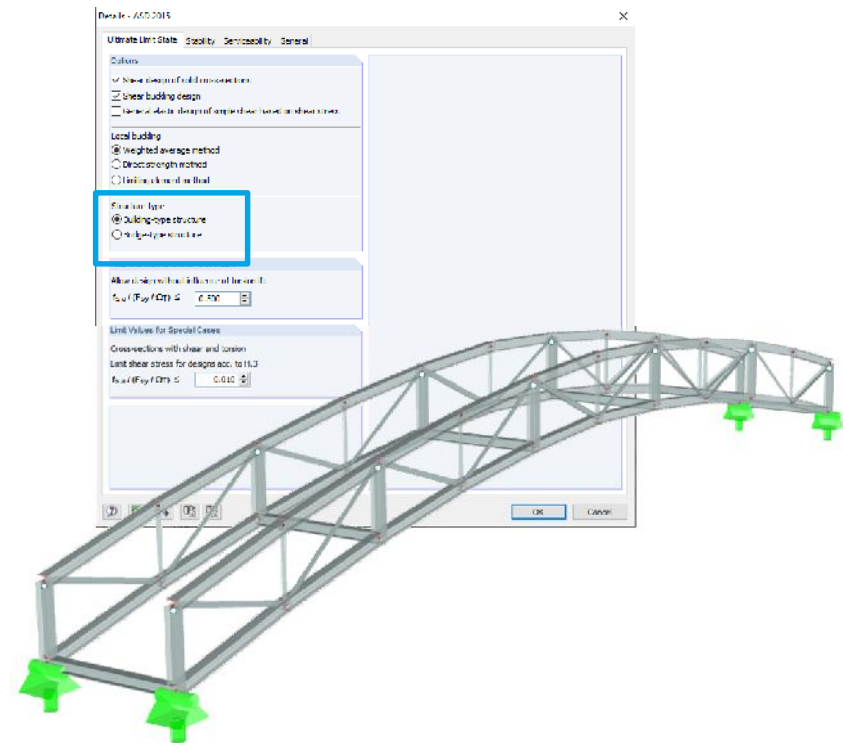 Details - ASD 2015
Ultimate Limit State Stability Serviceability General
Options
Shear design of solid cross-sections
Shear buckling design
General elastic design of simple shear based on shear stress
Local buckling
Weighted average method
Direct strength method
Limiting element method
Structure type
Building-type structure
Bridge-type structure
Allow design without influence of torsion if:
≤ 0.500
Limit Values for Special Cases
Cross-sections with shear and torsion
Limit shear stress for designs acc. to H.3
≤ 0.010
OK Cancel